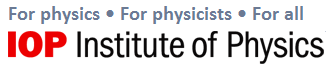 For physics • For physicists • For all
IOP Institute of Physics